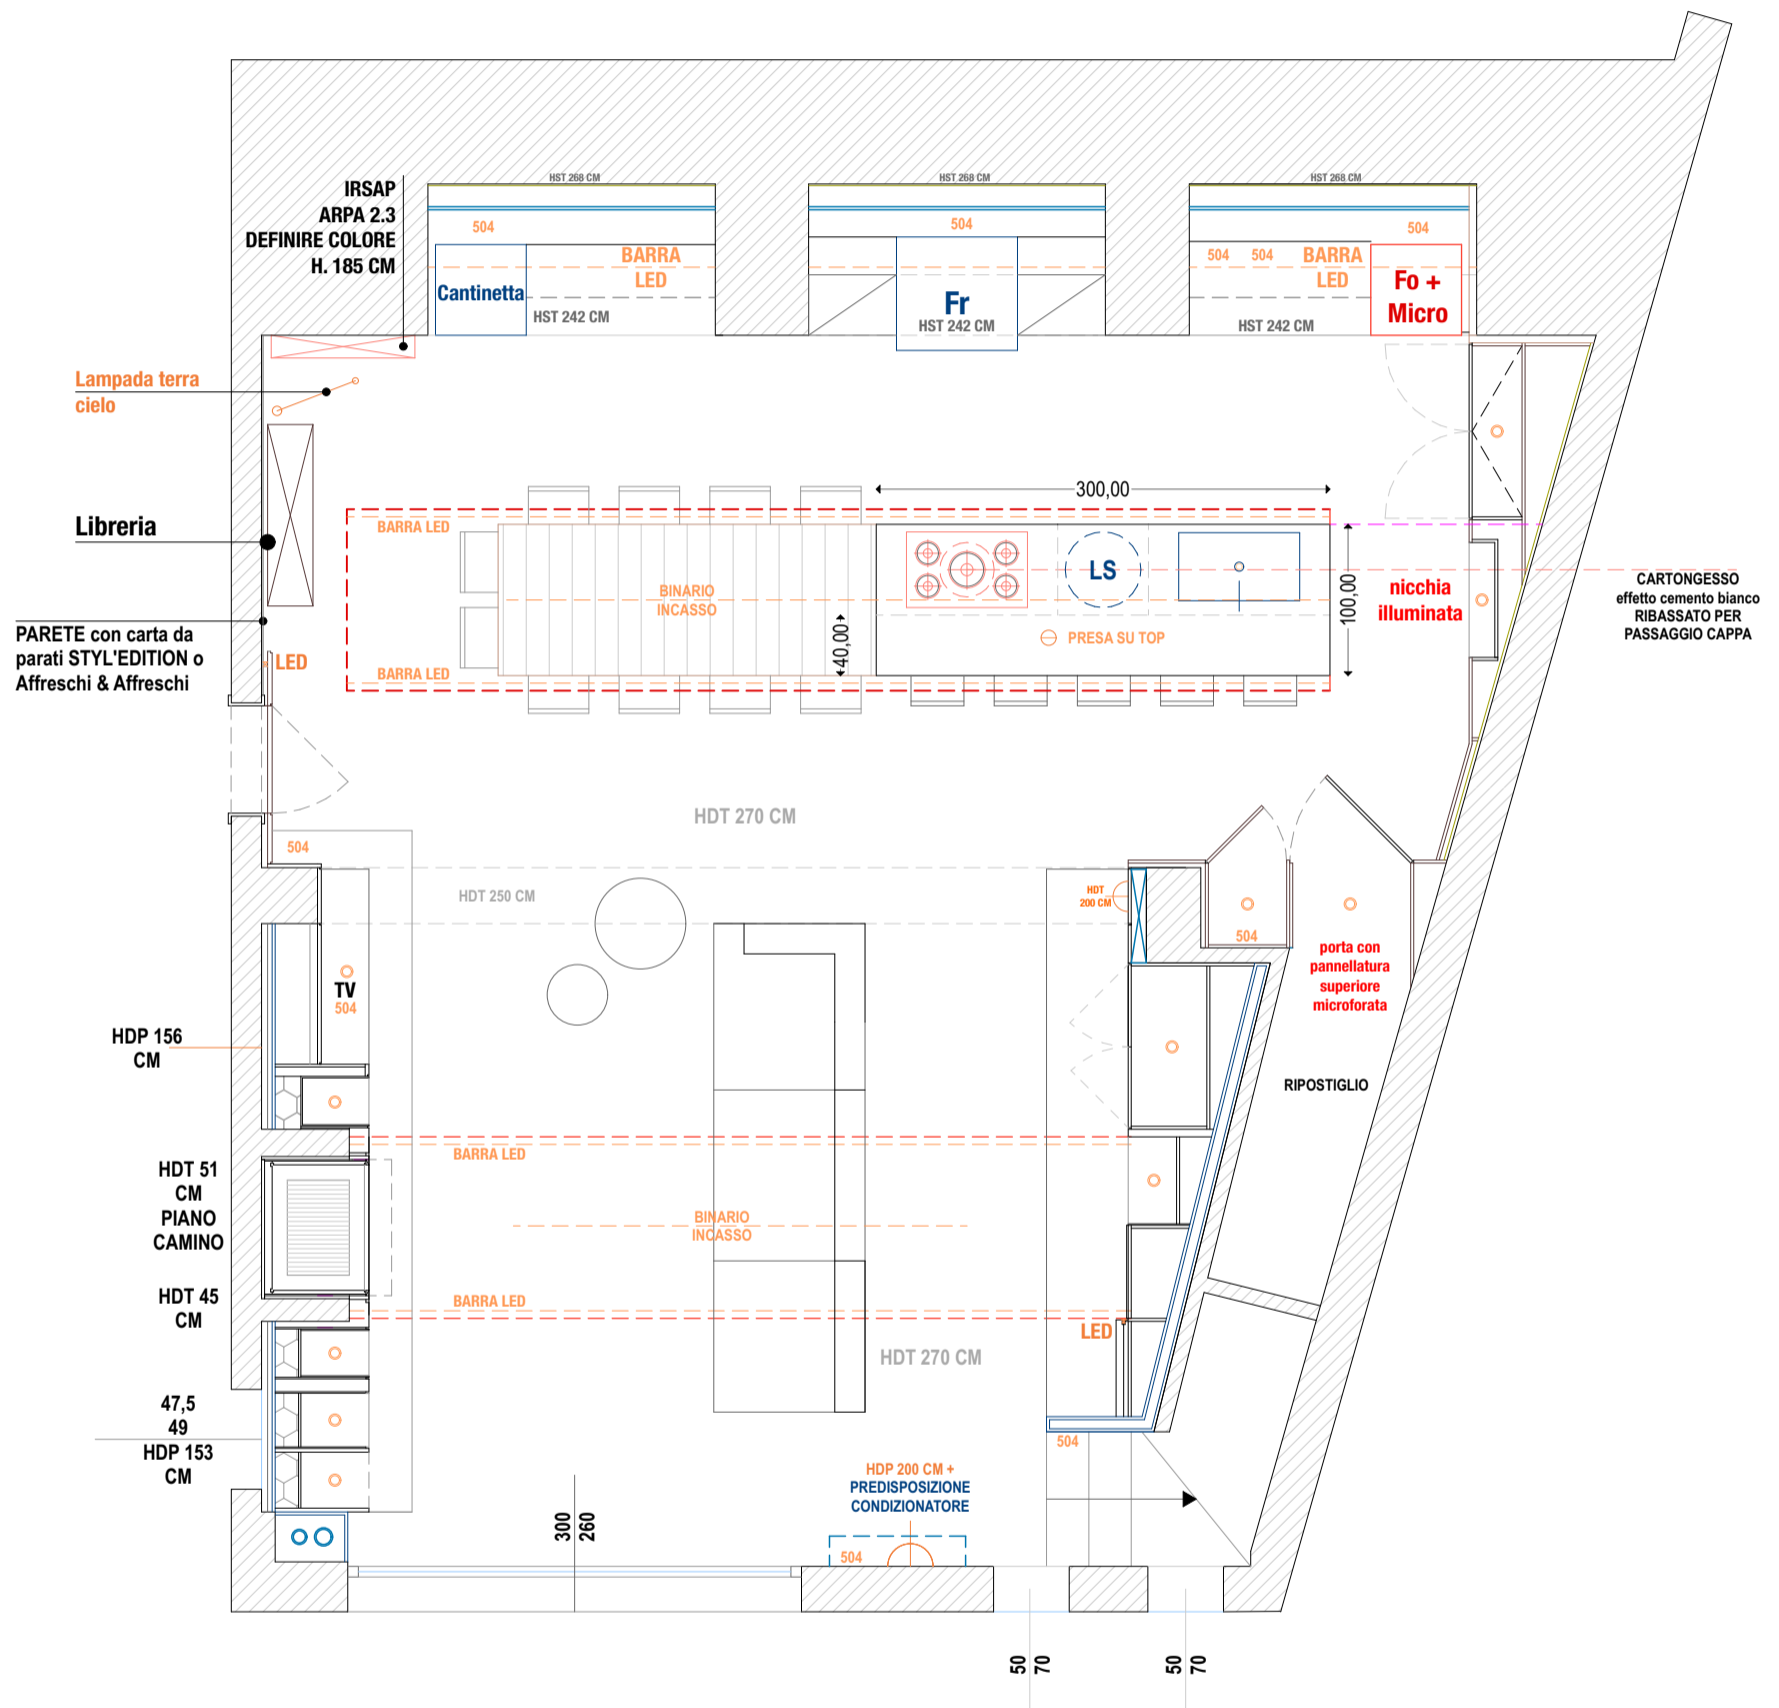 HST 268 CM
HST 268 CM
HST 268 CM
IRSAP
ARPA 2.3
DEFINIRE COLORE
H. 185 CM
504
BARRA
LED
Cantinetta
HST 242 CM
504
Fr
HST 242 CM
504
504
504
BARRA
LED
Fo +
Micro
HST 242 CM
Lampada terra
cielo
Libreria
PARETE con carta da
parati STYL'EDITION o
Affreschi & Affreschi
LED
BARRA LED
BINARIO
INCASSO
BARRA LED
40,00
300,00
100,00
LS
PRESA SU TOP
nicchia
illuminata
CARTONGESSO
effetto cemento bianco
RIBASSATO PER
PASSAGGIO CAPPA
HDT 270 CM
504
HDT 250 CM
HDT
200 CM
504
porta con
pannellatura
superiore
microforata
TV
504
HDP 156
CM
RIPOSTIGLIO
BARRA LED
HDT 51
CM
PIANO
CAMINO
BINARIO
INCASSO
HDT 45
CM
BARRA LED
LED
HDT 270 CM
47,5
49
HDP 153
CM
504
HDP 200 CM +
PREDISPOSIZIONE
CONDIZIONATORE
504
300
260
50
70
50
70